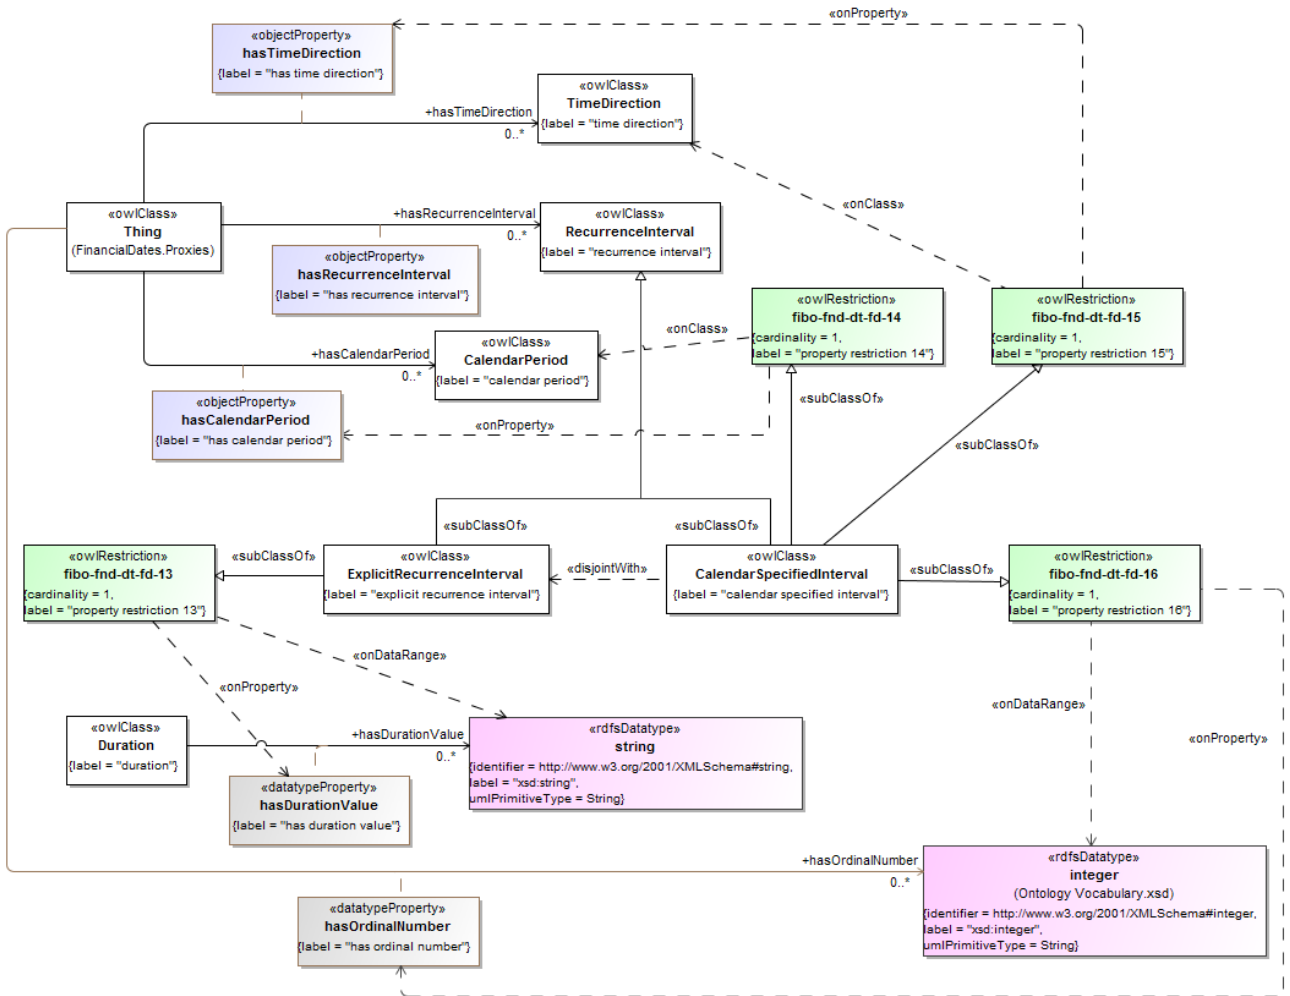 «onProperty»
«objectProperty»
hasTimeDirection
{label = "has time direction"}
«owlClass»
TimeDirection
{label = "time direction"}
+hasTimeDirection
0..*
«onClass»
«owlClass»
Thing
(FinancialDates.Proxies)
+hasRecurrenceInterval
0..*
«owlClass»
RecurrenceInterval
{label = "recurrence interval"}
«objectProperty»
hasRecurrenceInterval
{label = "has recurrence interval"}
«owlRestriction»
fibo-fnd-dt-fd-14
{cardinality = 1,
label = "property restriction 14"}
«owlRestriction»
fibo-fnd-dt-fd-15
{cardinality = 1,
label = "property restriction 15"}
«onClass»
+hasCalendarPeriod
0..*
«owlClass»
CalendarPeriod
{label = "calendar period"}
«objectProperty»
hasCalendarPeriod
{label = "has calendar period"}
«onProperty»
«subClassOf»
«subClassOf»
«subClassOf»
«subClassOf»
«owlRestriction»
fibo-fnd-dt-fd-13
{cardinality = 1,
label = "property restriction 13"}
«subClassOf»
«owlClass»
ExplicitRecurrenceInterval
{label = "explicit recurrence interval"}
«disjointWith»
«owlClass»
CalendarSpecifiedInterval
{label = "calendar specified interval"}
«subClassOf»
«owlRestriction»
fibo-fnd-dt-fd-16
{cardinality = 1,
label = "property restriction 16"}
«onDataRange»
«onProperty»
«onDataRange»
«onProperty»
«owlClass»
Duration
{label = "duration"}
+hasDurationValue
0..*
«rdfsDatatype»
string
{identifier = http://www.w3.org/2001/XMLSchema#string,
label = "xsd:string",
umlPrimitiveType = String}
«datatypeProperty»
hasDurationValue
{label = "has duration value"}
+hasOrdinalNumber
0..*
«rdfsDatatype»
integer
(Ontology Vocabulary.xsd)
{identifier = http://www.w3.org/2001/XMLSchema#integer,
label = "xsd:integer",
umlPrimitiveType = String}
«datatypeProperty»
hasOrdinalNumber
{label = "has ordinal number"}